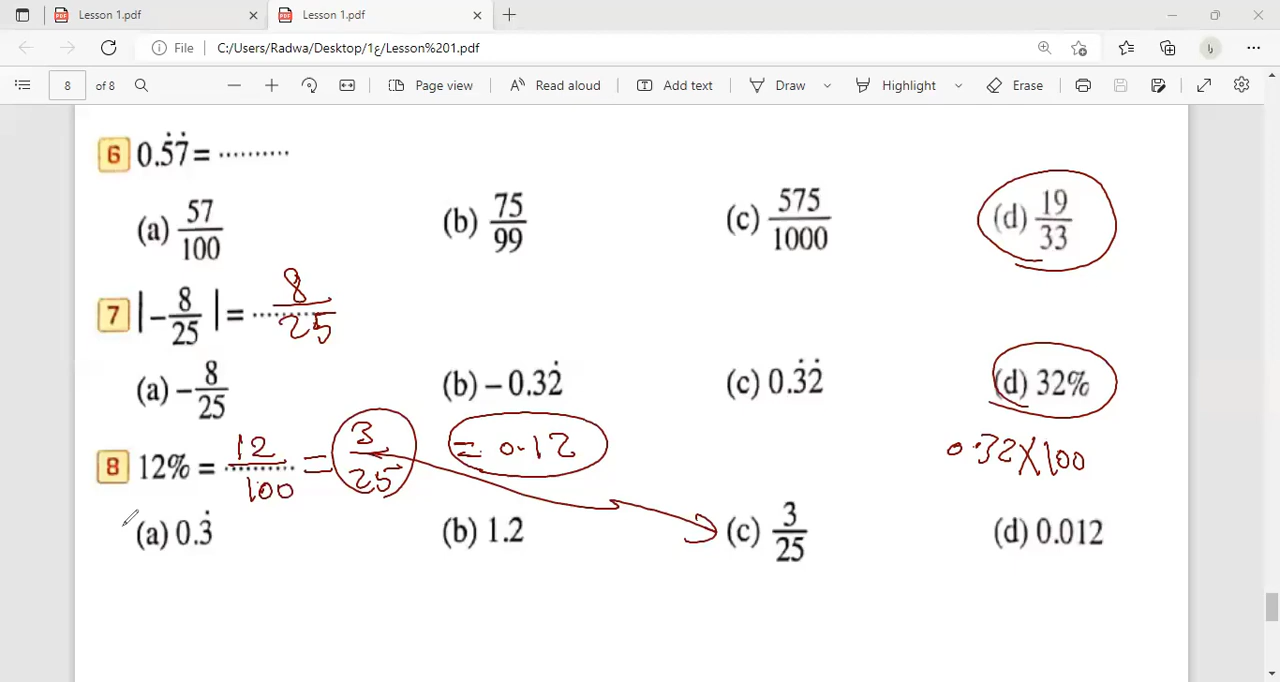 Lesson 1.pdf
Lesson 1.pdf
File C:/Users/Radwa/Desktop/1ع/Lesson%201.pdf
8 of 8 Page view Read aloud Add text Draw Highlight Erase
6 0.5̇7̇ = ··········
(a) 57/100 (b) 75/99 (c) 575/1000 (d) 19/33
7 |−8/25| = ·········· 8/25
(a) −8/25 (b) −0.32̇ (c) 0.3̇2̇ (d) 32%
0.32×100
8 12% = ·········· 12/100 = 3/25 = 0.12
(a) 0.3̇ (b) 1.2 (c) 3/25 (d) 0.012